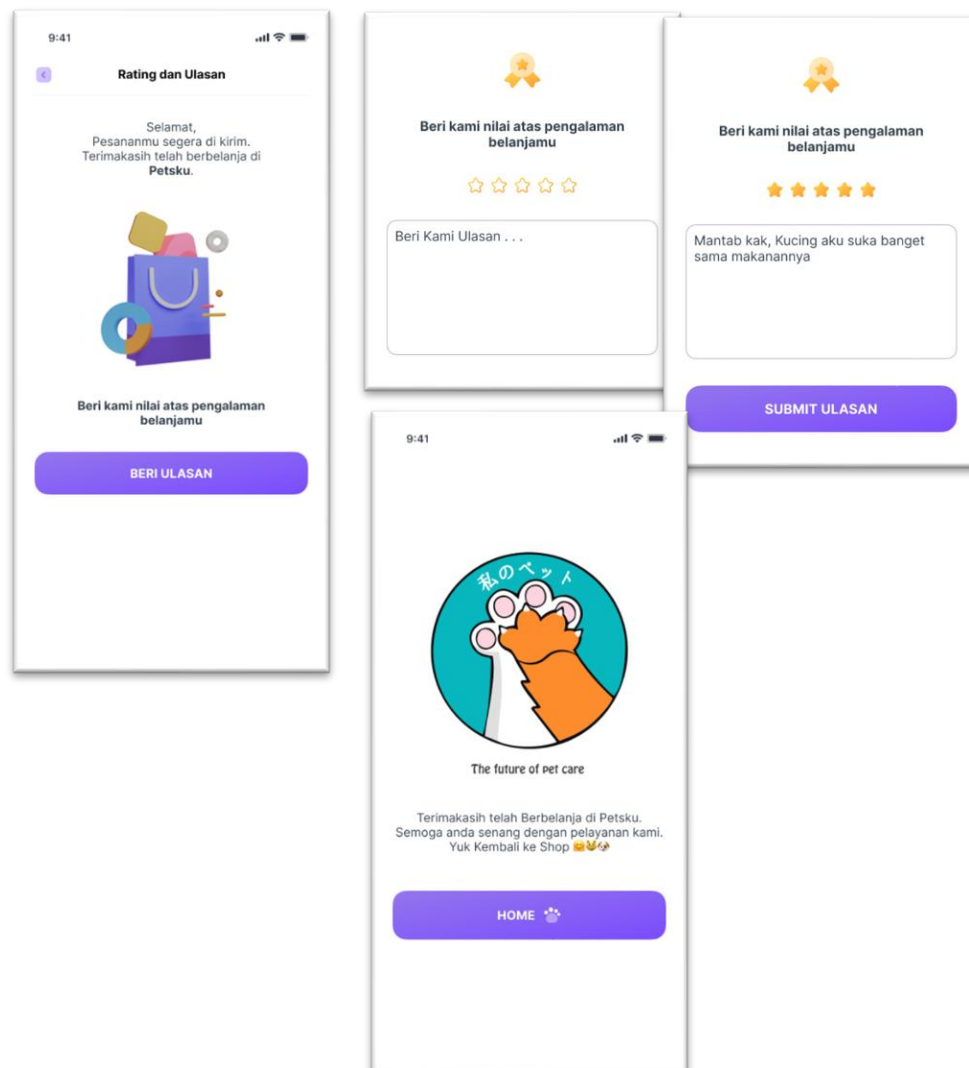 9:41
Rating dan Ulasan
Selamat,
Pesananmu segera di kirim.
Terimakasih telah berbelanja di
Petsku.
Beri kami nilai atas pengalaman
belanjamu
BERI ULASAN
Beri kami nilai atas pengalaman
belanjamu
Beri Kami Ulasan . . .
Beri kami nilai atas pengalaman
belanjamu
Mantab kak, Kucing aku suka banget
sama makanannya
SUBMIT ULASAN
9:41
私のペット
The future of pet care
Terimakasih telah Berbelanja di Petsku.
Semoga anda senang dengan pelayanan kami.
Yuk Kembali ke Shop
HOME